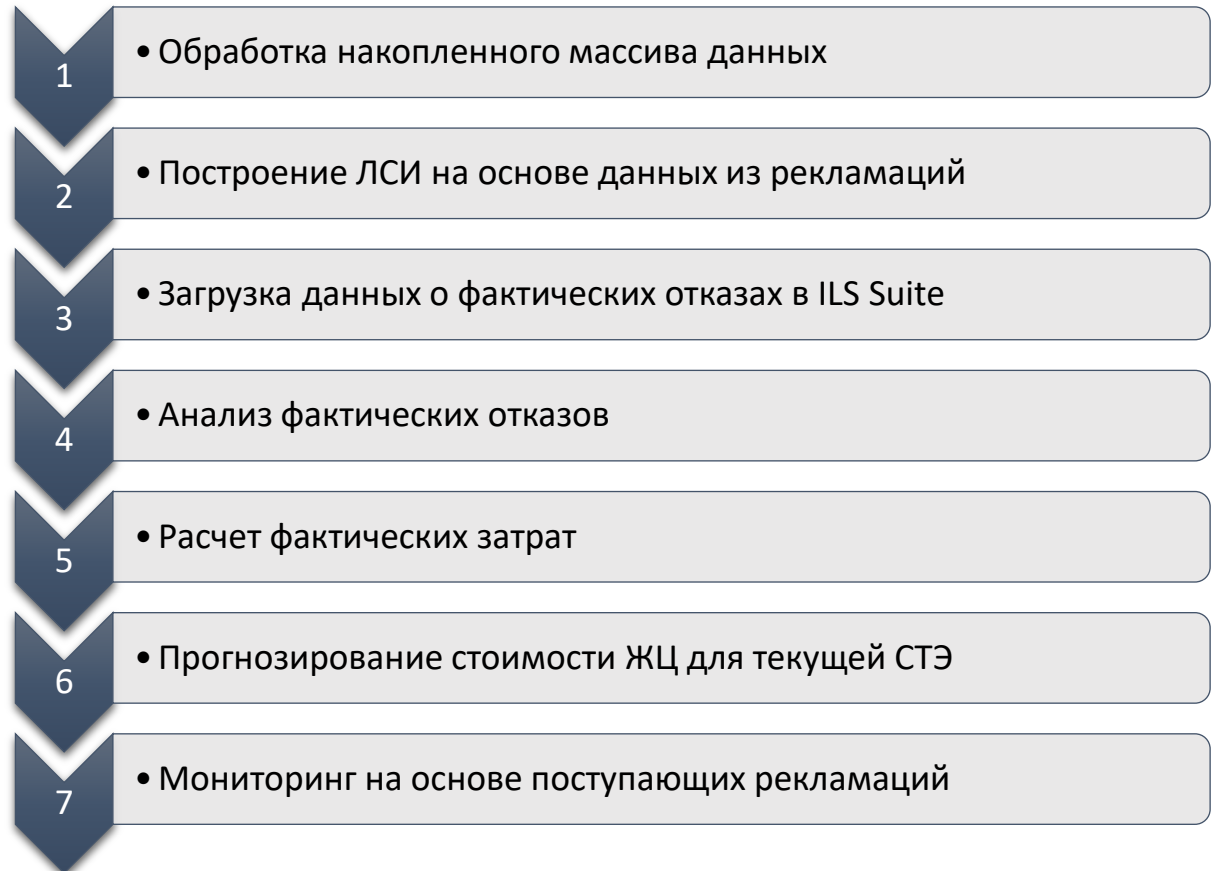 1
• Обработка накопленного массива данных
2
• Построение ЛСИ на основе данных из рекламаций
3
• Загрузка данных о фактических отказах в ILS Suite
4
• Анализ фактических отказов
5
• Расчет фактических затрат
6
• Прогнозирование стоимости ЖЦ для текущей СТЭ
7
• Мониторинг на основе поступающих рекламаций